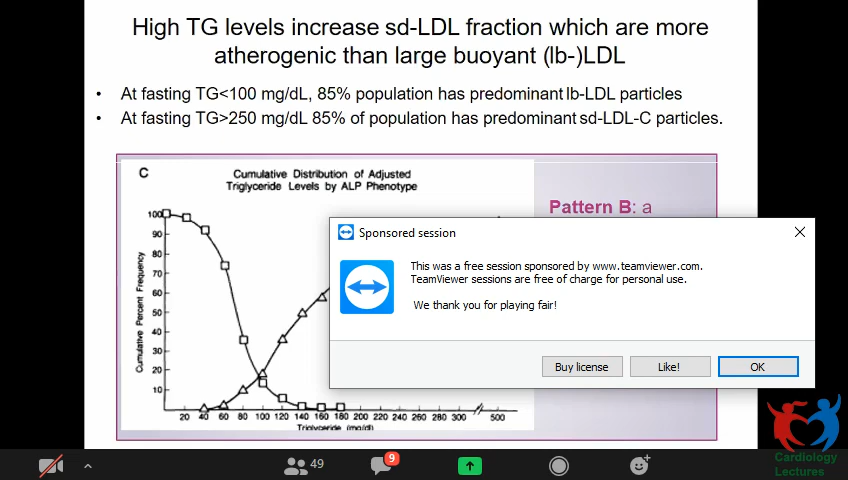 High TG levels increase sd-LDL fraction which are more
atherogenic than large buoyant (lb-)LDL
• At fasting TG<100 mg/dL, 85% population has predominant lb-LDL particles
• At fasting TG>250 mg/dL 85% of population has predominant sd-LDL-C particles.
C
Cumulative Distribution of Adjusted
Triglyceride Levels by ALP Phenotype
Pattern B: a
Cumulative Percent Frequency
100
90
80
70
60
50
40
30
20
10
20 40 60 80 100 120 140 160 180 200 220 240 260 280 300 500
Triglyceride (mg/dl)
Sponsored session
This was a free session sponsored by www.teamviewer.com.
TeamViewer sessions are free of charge for personal use.
We thank you for playing fair!
Buy license
Like!
OK
49
9
Cardiology
Lectures